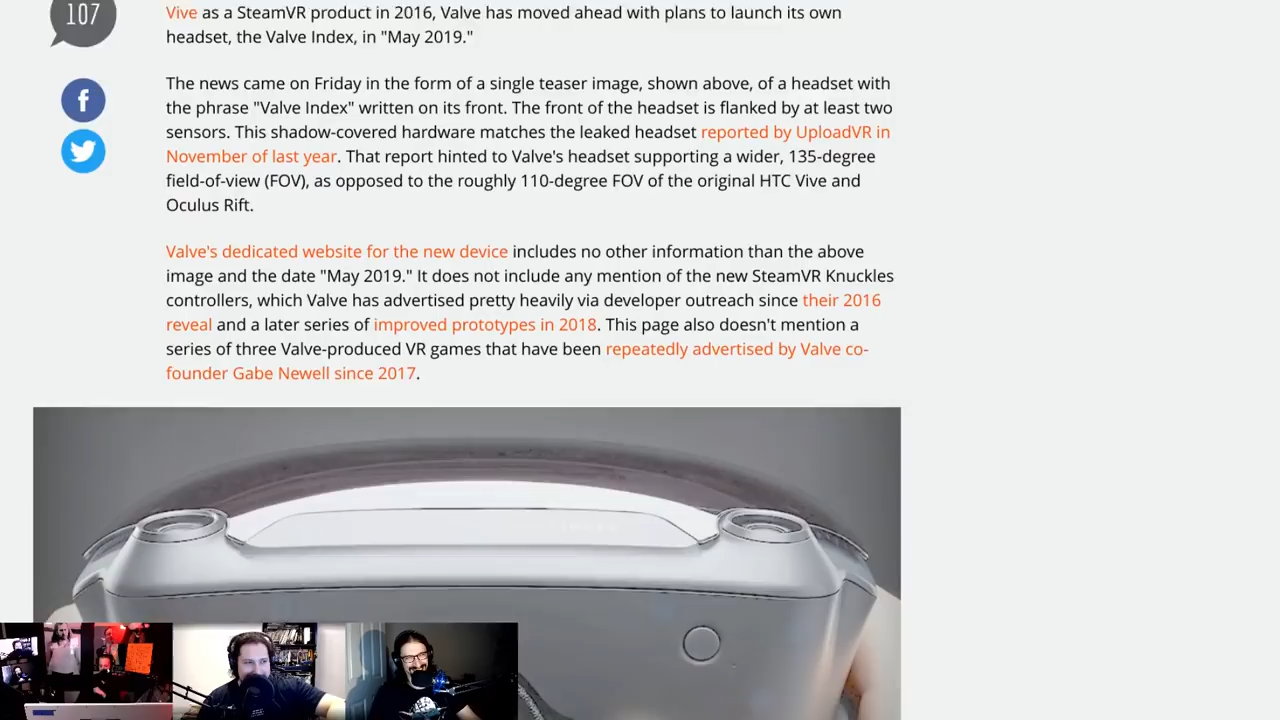 107
Vive as a SteamVR product in 2016, Valve has moved ahead with plans to launch its own
headset, the Valve Index, in "May 2019."
The news came on Friday in the form of a single teaser image, shown above, of a headset with
the phrase "Valve Index" written on its front. The front of the headset is flanked by at least two
sensors. This shadow-covered hardware matches the leaked headset reported by UploadVR in
November of last year. That report hinted to Valve's headset supporting a wider, 135-degree
field-of-view (FOV), as opposed to the roughly 110-degree FOV of the original HTC Vive and
Oculus Rift.
Valve's dedicated website for the new device includes no other information than the above
image and the date "May 2019." It does not include any mention of the new SteamVR Knuckles
controllers, which Valve has advertised pretty heavily via developer outreach since their 2016
reveal and a later series of improved prototypes in 2018. This page also doesn't mention a
series of three Valve-produced VR games that have been repeatedly advertised by Valve co-
founder Gabe Newell since 2017.